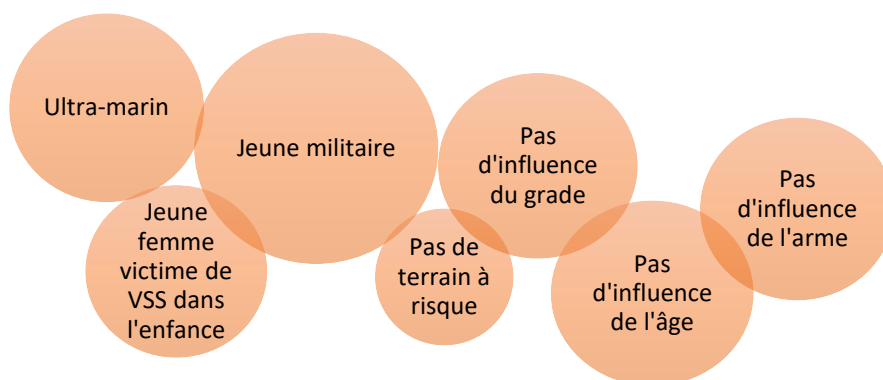 Ultra-marin
Jeune
femme
victime de
VSS dans
l'enfance
Jeune militaire
Pas de
terrain à
risque
Pas
d'influence
du grade
Pas
d'influence
de l'âge
Pas
d'influence
de l'arme